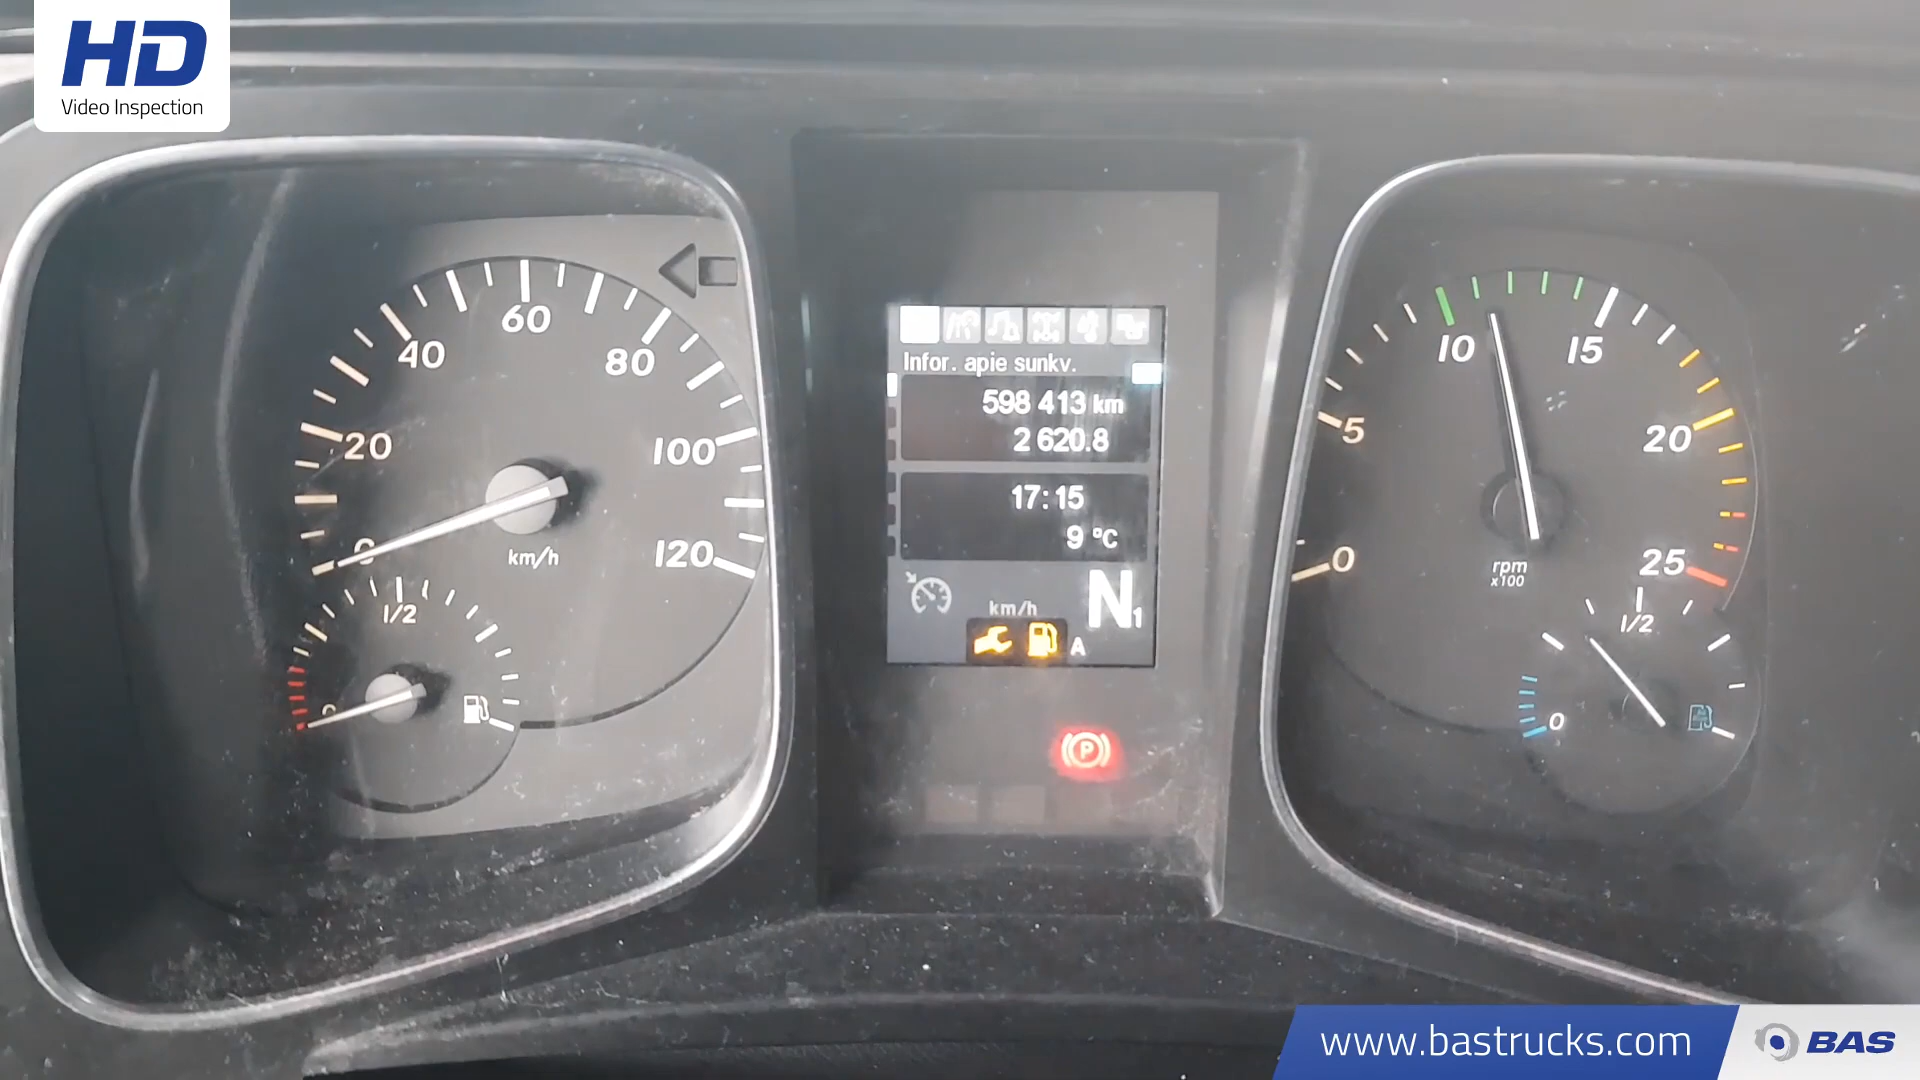 HD
Video Inspection
0
20
40
60
80
100
120
km/h
1/2
Infor. apie sunkv.
598 413 km
2 620.8
17:15
9 °C
km/h
N1
A
P
0
5
10
15
20
25
rpm
x100
1/2
0
www.bastrucks.com
BAS